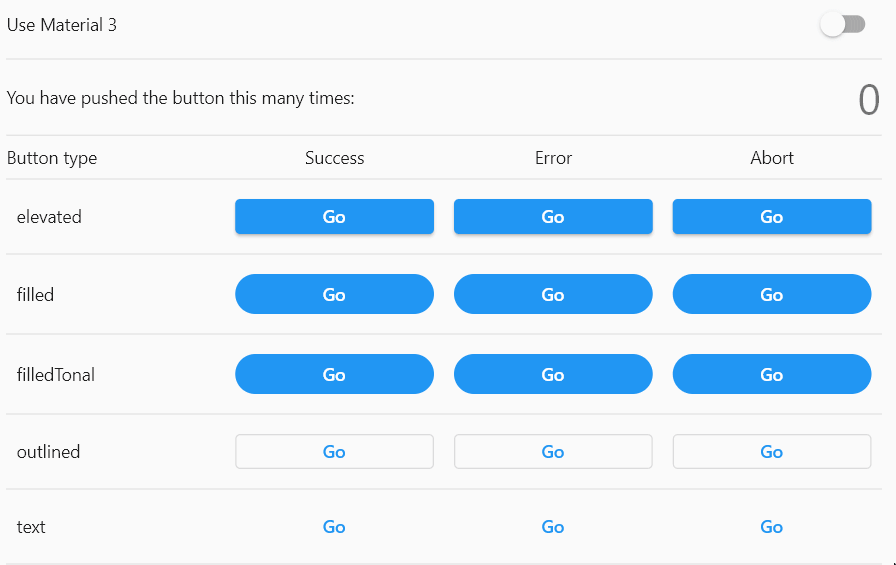 Use Material 3
You have pushed the button this many times: 0
Button type Success Error Abort
elevated Go Go Go
filled Go Go Go
filledTonal Go Go Go
outlined Go Go Go
text Go Go Go